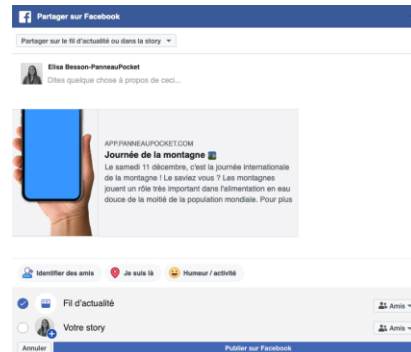 Partager sur Facebook
Partager sur le fil d'actualité ou dans la story
Elisa Besson-PanneauPocket
Dites quelque chose à propos de ceci...
APP.PANNEAUPOCKET.COM
Journée de la montagne
Le samedi 11 décembre, c'est la journée internationale
de la montagne ! Le saviez vous ? Les montagnes
jouent un rôle très important dans l'alimentation en eau
douce de la moitié de la population mondiale. Pour plus
Identifier des amis Je suis là Humeur / activité
Fil d'actualité Amis
Votre story Amis
Annuler Publier sur Facebook